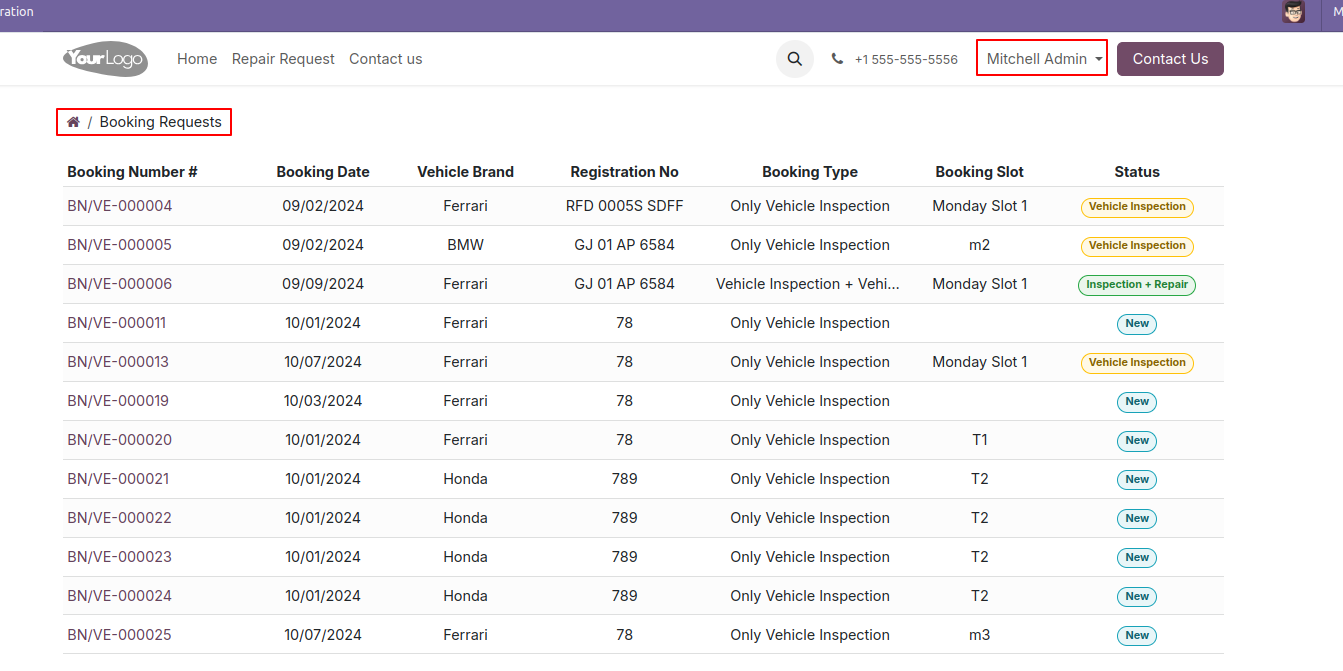 ration M
YourLogo Home Repair Request Contact us +1 555-555-5556 Mitchell Admin Contact Us
/ Booking Requests
Booking Number # Booking Date Vehicle Brand Registration No Booking Type Booking Slot Status
BN/VE-000004 09/02/2024 Ferrari RFD 0005S SDFF Only Vehicle Inspection Monday Slot 1 Vehicle Inspection
BN/VE-000005 09/02/2024 BMW GJ 01 AP 6584 Only Vehicle Inspection m2 Vehicle Inspection
BN/VE-000006 09/09/2024 Ferrari GJ 01 AP 6584 Vehicle Inspection + Vehi... Monday Slot 1 Inspection + Repair
BN/VE-000011 10/01/2024 Ferrari 78 Only Vehicle Inspection New
BN/VE-000013 10/07/2024 Ferrari 78 Only Vehicle Inspection Monday Slot 1 Vehicle Inspection
BN/VE-000019 10/03/2024 Ferrari 78 Only Vehicle Inspection New
BN/VE-000020 10/01/2024 Ferrari 78 Only Vehicle Inspection T1 New
BN/VE-000021 10/01/2024 Honda 789 Only Vehicle Inspection T2 New
BN/VE-000022 10/01/2024 Honda 789 Only Vehicle Inspection T2 New
BN/VE-000023 10/01/2024 Honda 789 Only Vehicle Inspection T2 New
BN/VE-000024 10/01/2024 Honda 789 Only Vehicle Inspection T2 New
BN/VE-000025 10/07/2024 Ferrari 78 Only Vehicle Inspection m3 New